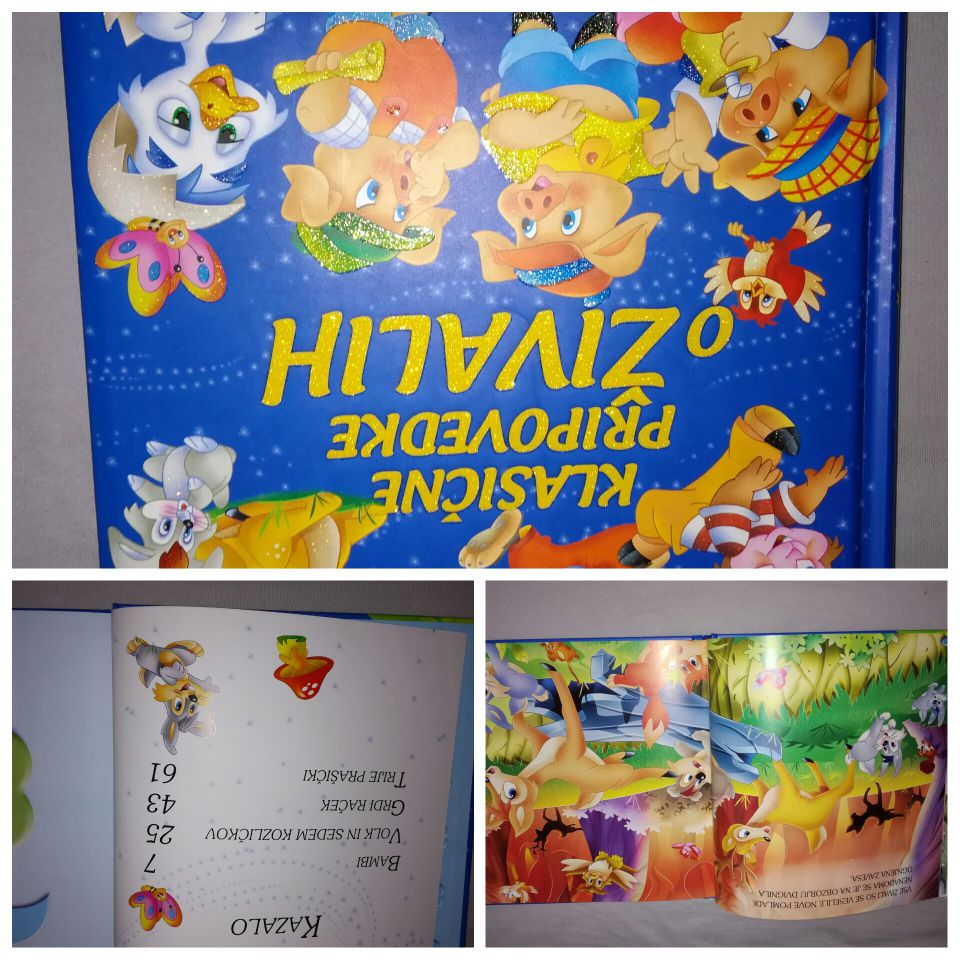 KLASIČNE
PRIPOVEDKE
O ŽIVALIH
KAZALO
BAMBI 7
VOLK IN SEDEM KOZLIČKOV 25
GRDI RAČEK 43
TRIJE PRAŠIČKI 61
VSE ŽIVALI SO SE VESELILE NOVE POMLADI.
NENADOMA SE JE NA OBZORJU DVIGNILA
OGNJENA ZAVESA.